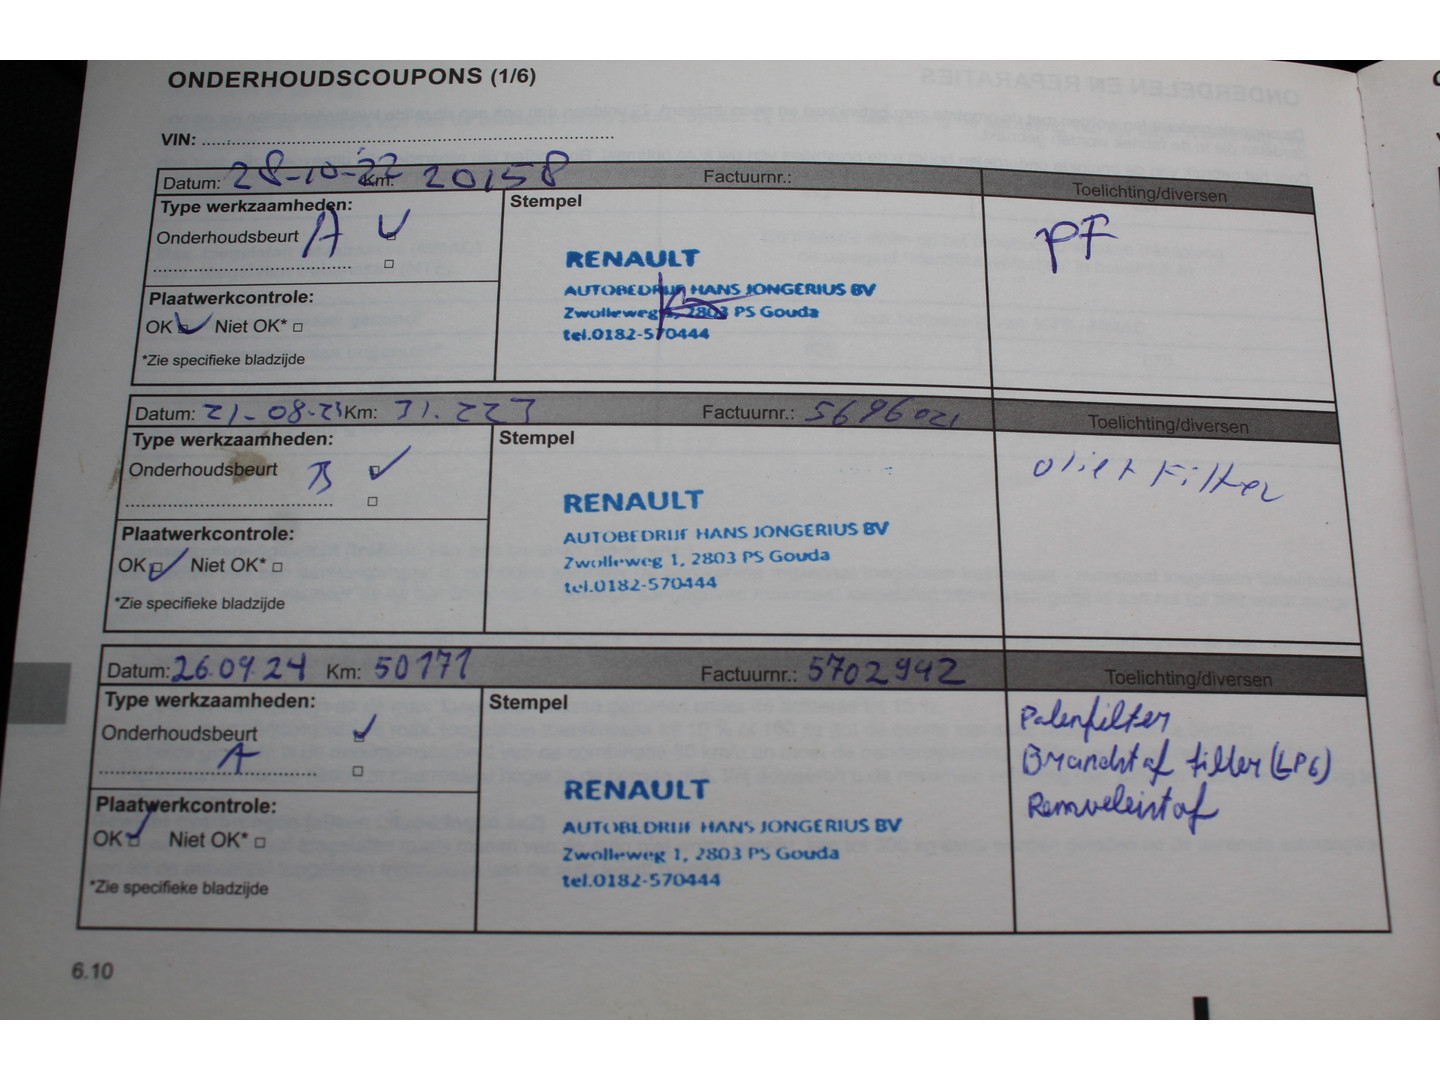 ONDERHOUDSCOUPONS (1/6)
VIN:
Datum: 28-10-22 Km: 20158 Factuurnr.: Toelichting/diversen
Type werkzaamheden: Stempel
Onderhoudsbeurt A
PF
RENAULT
AUTOBEDRIJF HANS JONGERIUS BV
Zwolleweg 1, 2803 PS Gouda
tel.0182-570444
Plaatwerkcontrole:
OK Niet OK*
*Zie specifieke bladzijde
Datum: 21-08-23 Km: 31.223 Factuurnr.: 5696021 Toelichting/diversen
Type werkzaamheden: Stempel
Onderhoudsbeurt B
olie + Filter
RENAULT
AUTOBEDRIJF HANS JONGERIUS BV
Zwolleweg 1, 2803 PS Gouda
tel.0182-570444
Plaatwerkcontrole:
OK Niet OK*
*Zie specifieke bladzijde
Datum: 26.09.24 Km: 50171 Factuurnr.: 5702942 Toelichting/diversen
Type werkzaamheden: Stempel
Onderhoudsbeurt
A
Palenfilter
Brandstof filter (LPG)
Remvloeistof
RENAULT
AUTOBEDRIJF HANS JONGERIUS BV
Zwolleweg 1, 2803 PS Gouda
tel.0182-570444
Plaatwerkcontrole:
OK Niet OK*
*Zie specifieke bladzijde
6.10